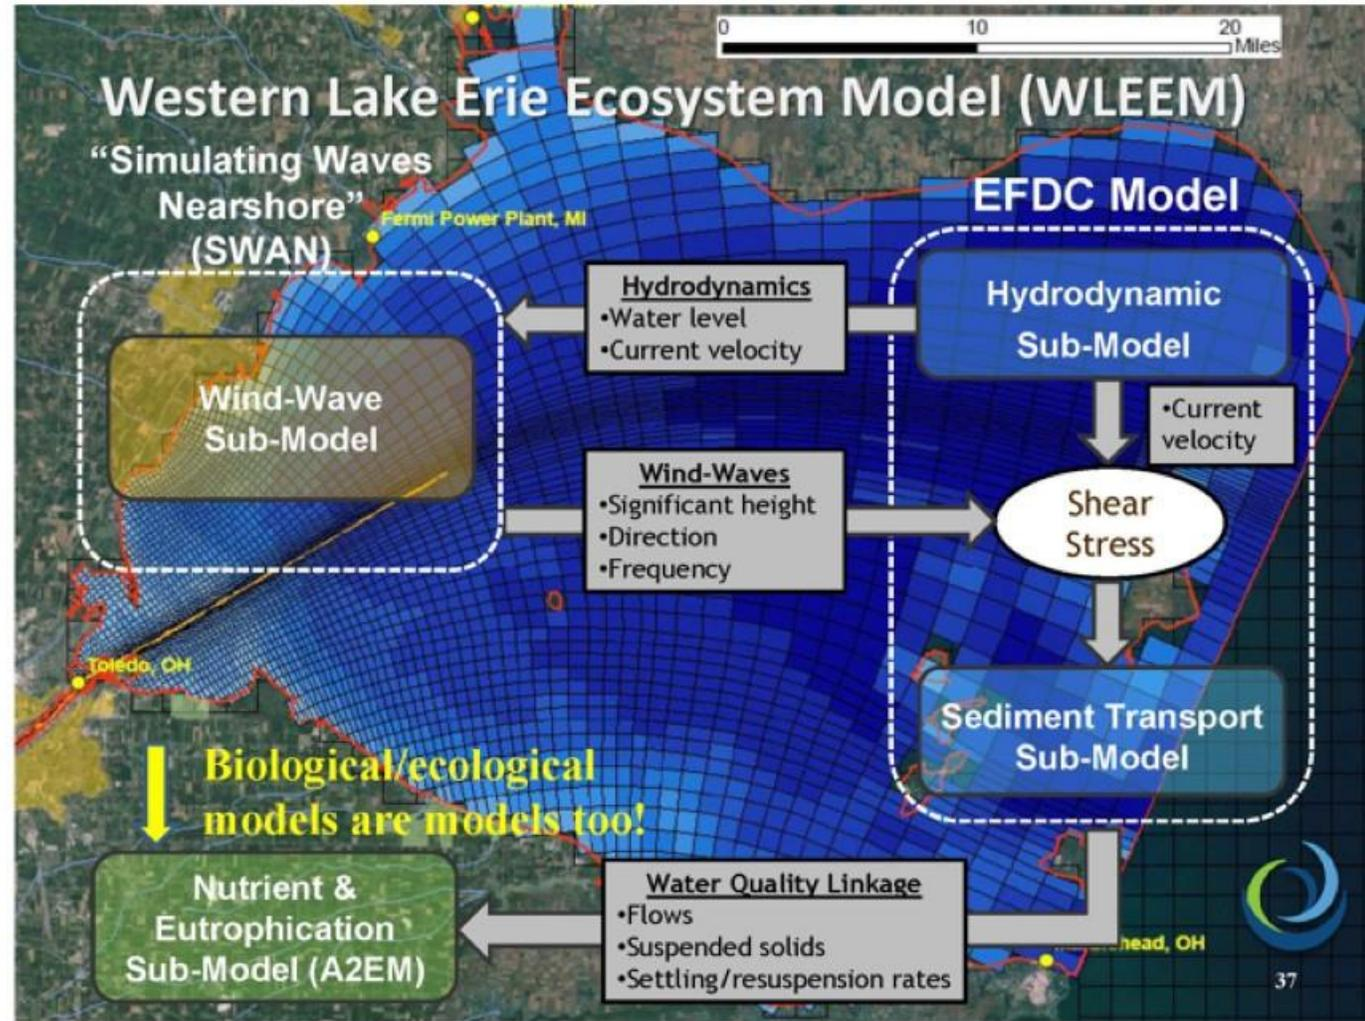 0 10 20
Miles
Western Lake Erie Ecosystem Model (WLEEM)
“Simulating Waves
Nearshore”
(SWAN)
Fermi Power Plant, MI
EFDC Model
Hydrodynamics
•Water level
•Current velocity
Hydrodynamic
Sub-Model
•Current
velocity
Wind-Wave
Sub-Model
Wind-Waves
•Significant height
•Direction
•Frequency
Shear
Stress
Toledo, OH
Sediment Transport
Sub-Model
Biological/ecological
models are models too!
Nutrient &
Eutrophication
Sub-Model (A2EM)
Water Quality Linkage
•Flows
•Suspended solids
•Settling/resuspension rates
OH
37